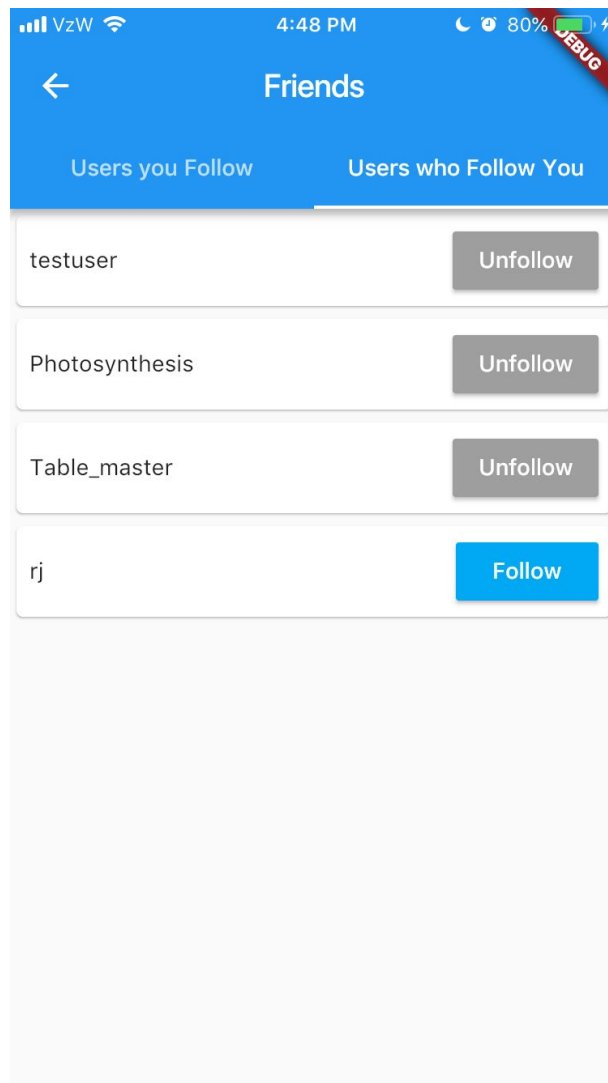 VzW 4:48 PM 80%
DEBUG
Friends
Users you Follow Users who Follow You
testuser Unfollow
Photosynthesis Unfollow
Table_master Unfollow
rj Follow